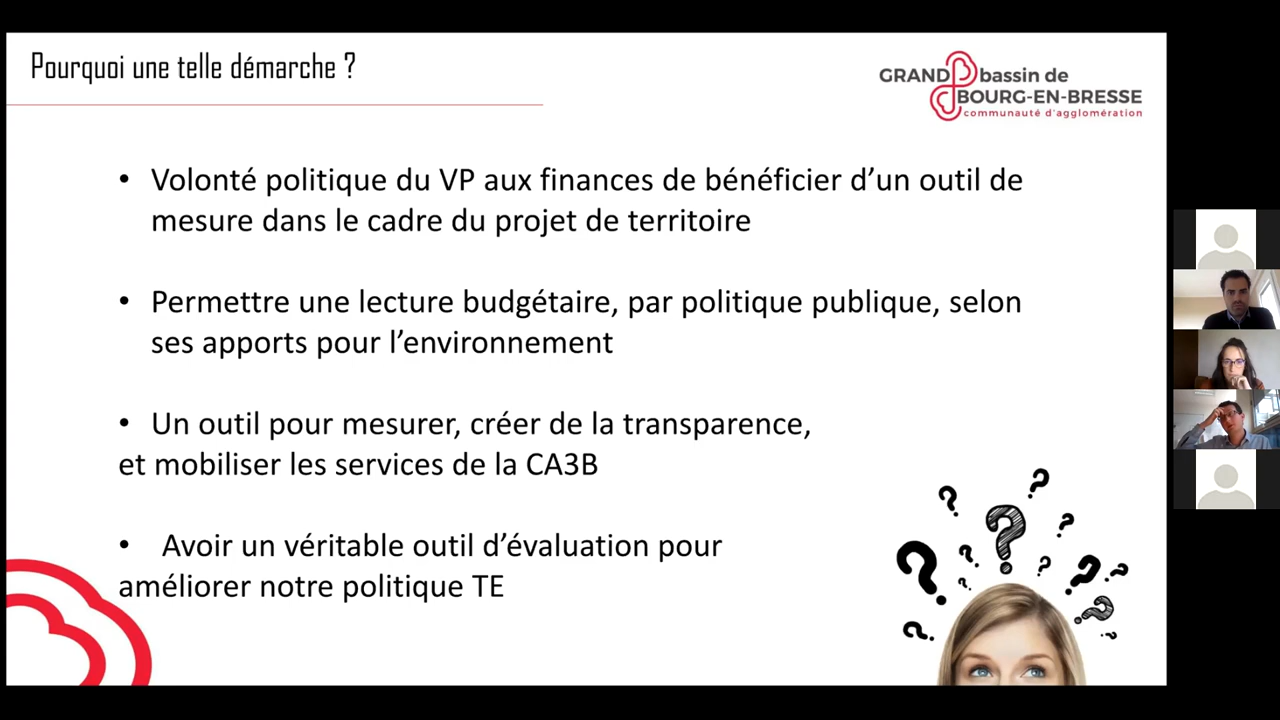 Pourquoi une telle démarche ?
GRAND bassin de
BOURG-EN-BRESSE
communauté d'agglomération
• Volonté politique du VP aux finances de bénéficier d’un outil de
mesure dans le cadre du projet de territoire
• Permettre une lecture budgétaire, par politique publique, selon
ses apports pour l’environnement
• Un outil pour mesurer, créer de la transparence,
et mobiliser les services de la CA3B
• Avoir un véritable outil d’évaluation pour
améliorer notre politique TE